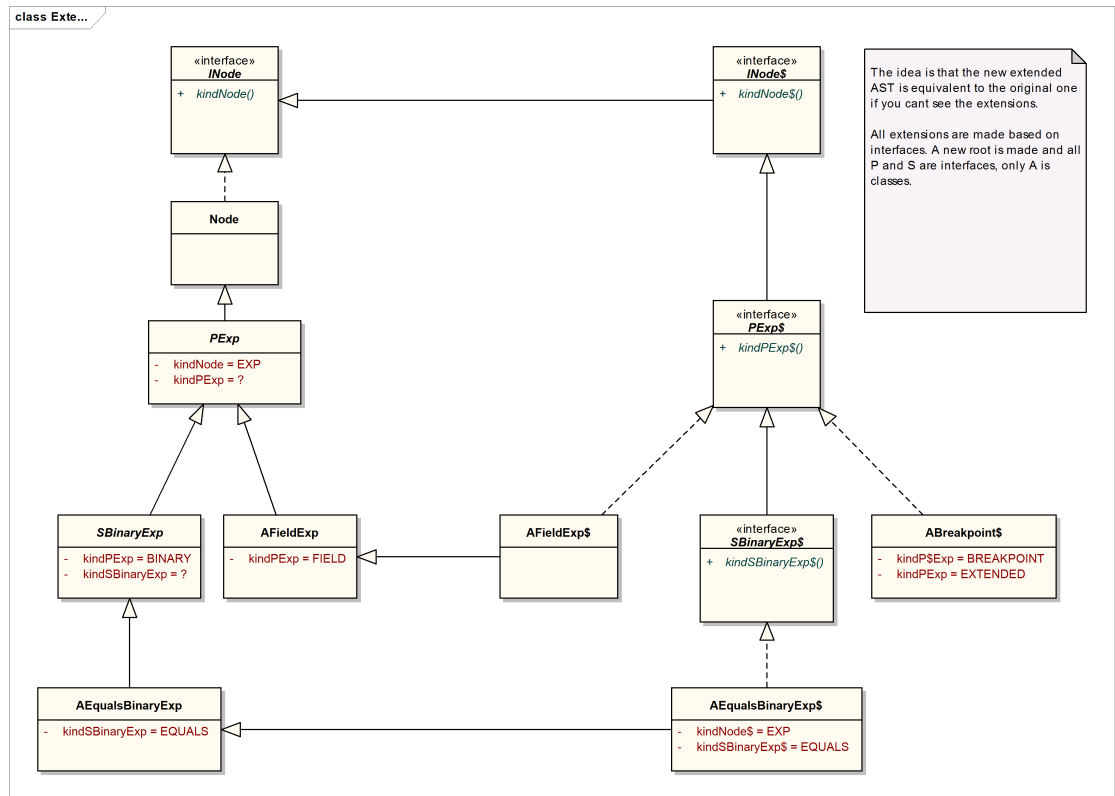 class Exte...
«interface»
INode
+ kindNode()
«interface»
INode$
+ kindNode$()
The idea is that the new extended
AST is equivalent to the original one
if you cant see the extensions.
All extensions are made based on
interfaces. A new root is made and all
P and S are interfaces, only A is
classes.
Node
PExp
- kindNode = EXP
- kindPExp = ?
«interface»
PExp$
+ kindPExp$()
SBinaryExp
- kindPExp = BINARY
- kindSBinaryExp = ?
AFieldExp
- kindPExp = FIELD
AFieldExp$
«interface»
SBinaryExp$
+ kindSBinaryExp$()
ABreakpoint$
- kindP$Exp = BREAKPOINT
- kindPExp = EXTENDED
AEqualsBinaryExp
- kindSBinaryExp = EQUALS
AEqualsBinaryExp$
- kindNode$ = EXP
- kindSBinaryExp$ = EQUALS